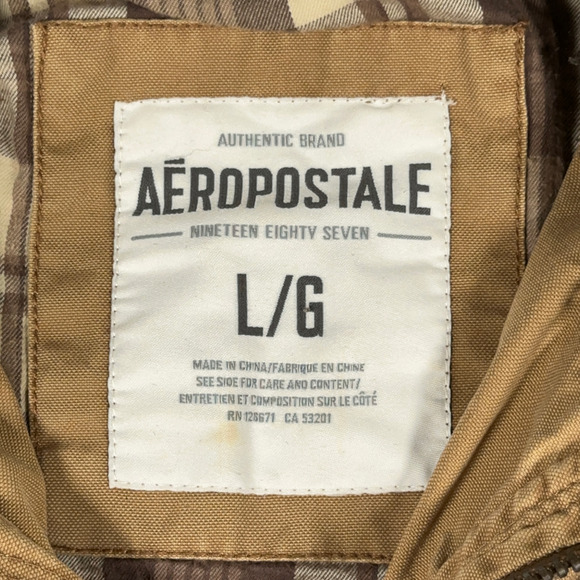 AUTHENTIC BRAND
AÉROPOSTALE
NINETEEN EIGHTY SEVEN
L/G
MADE IN CHINA/FABRIQUE EN CHINE
SEE SIDE FOR CARE AND CONTENT/
ENTRETIEN ET COMPOSITION SUR LE CÔTÉ
RN 128671 CA 53201